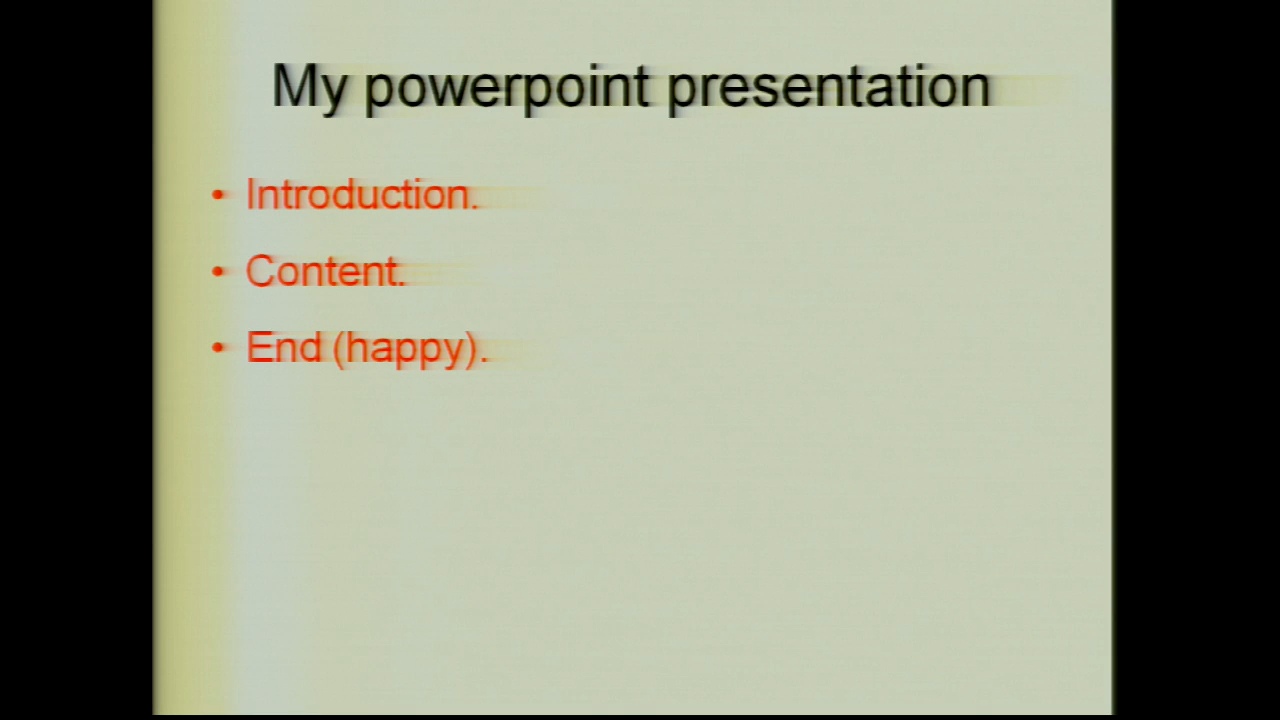 My powerpoint presentation
• Introduction.
• Content.
• End (happy).